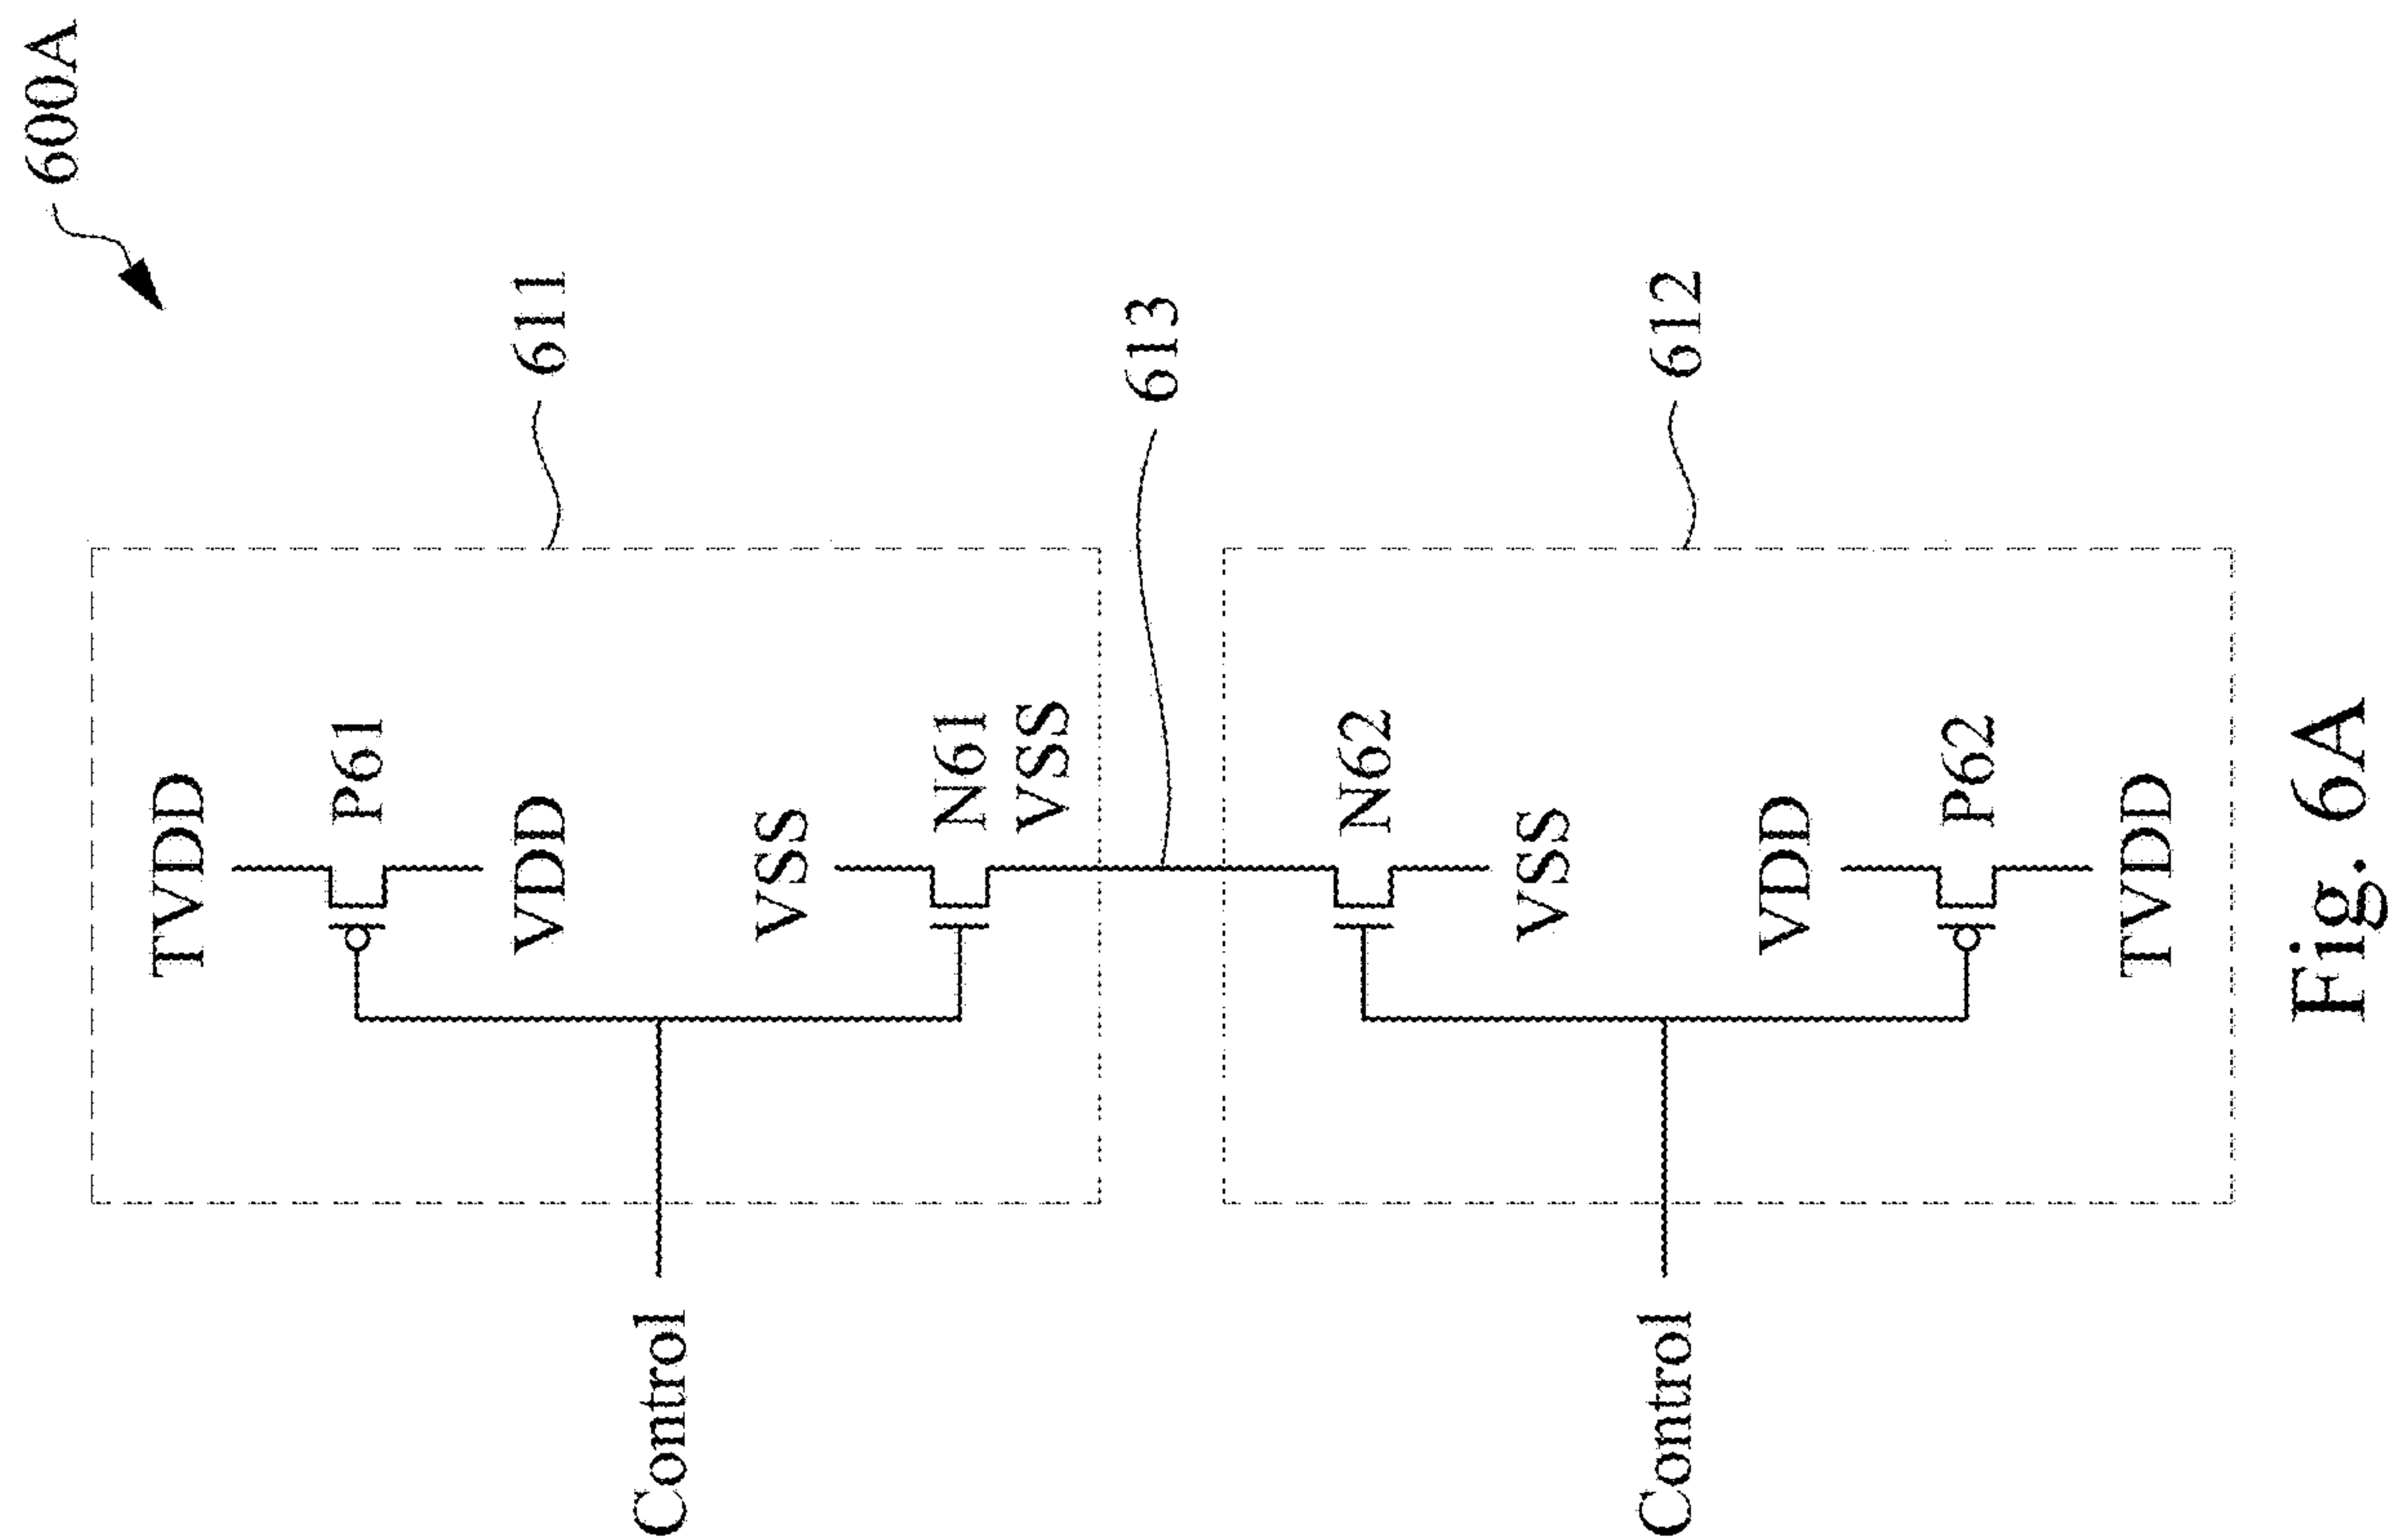 600A
611
613
612
TVDD
P61
VDD
VSS
N61
VSS
N62
VSS
VDD
P62
TVDD
Control
Control
Fig. 6A